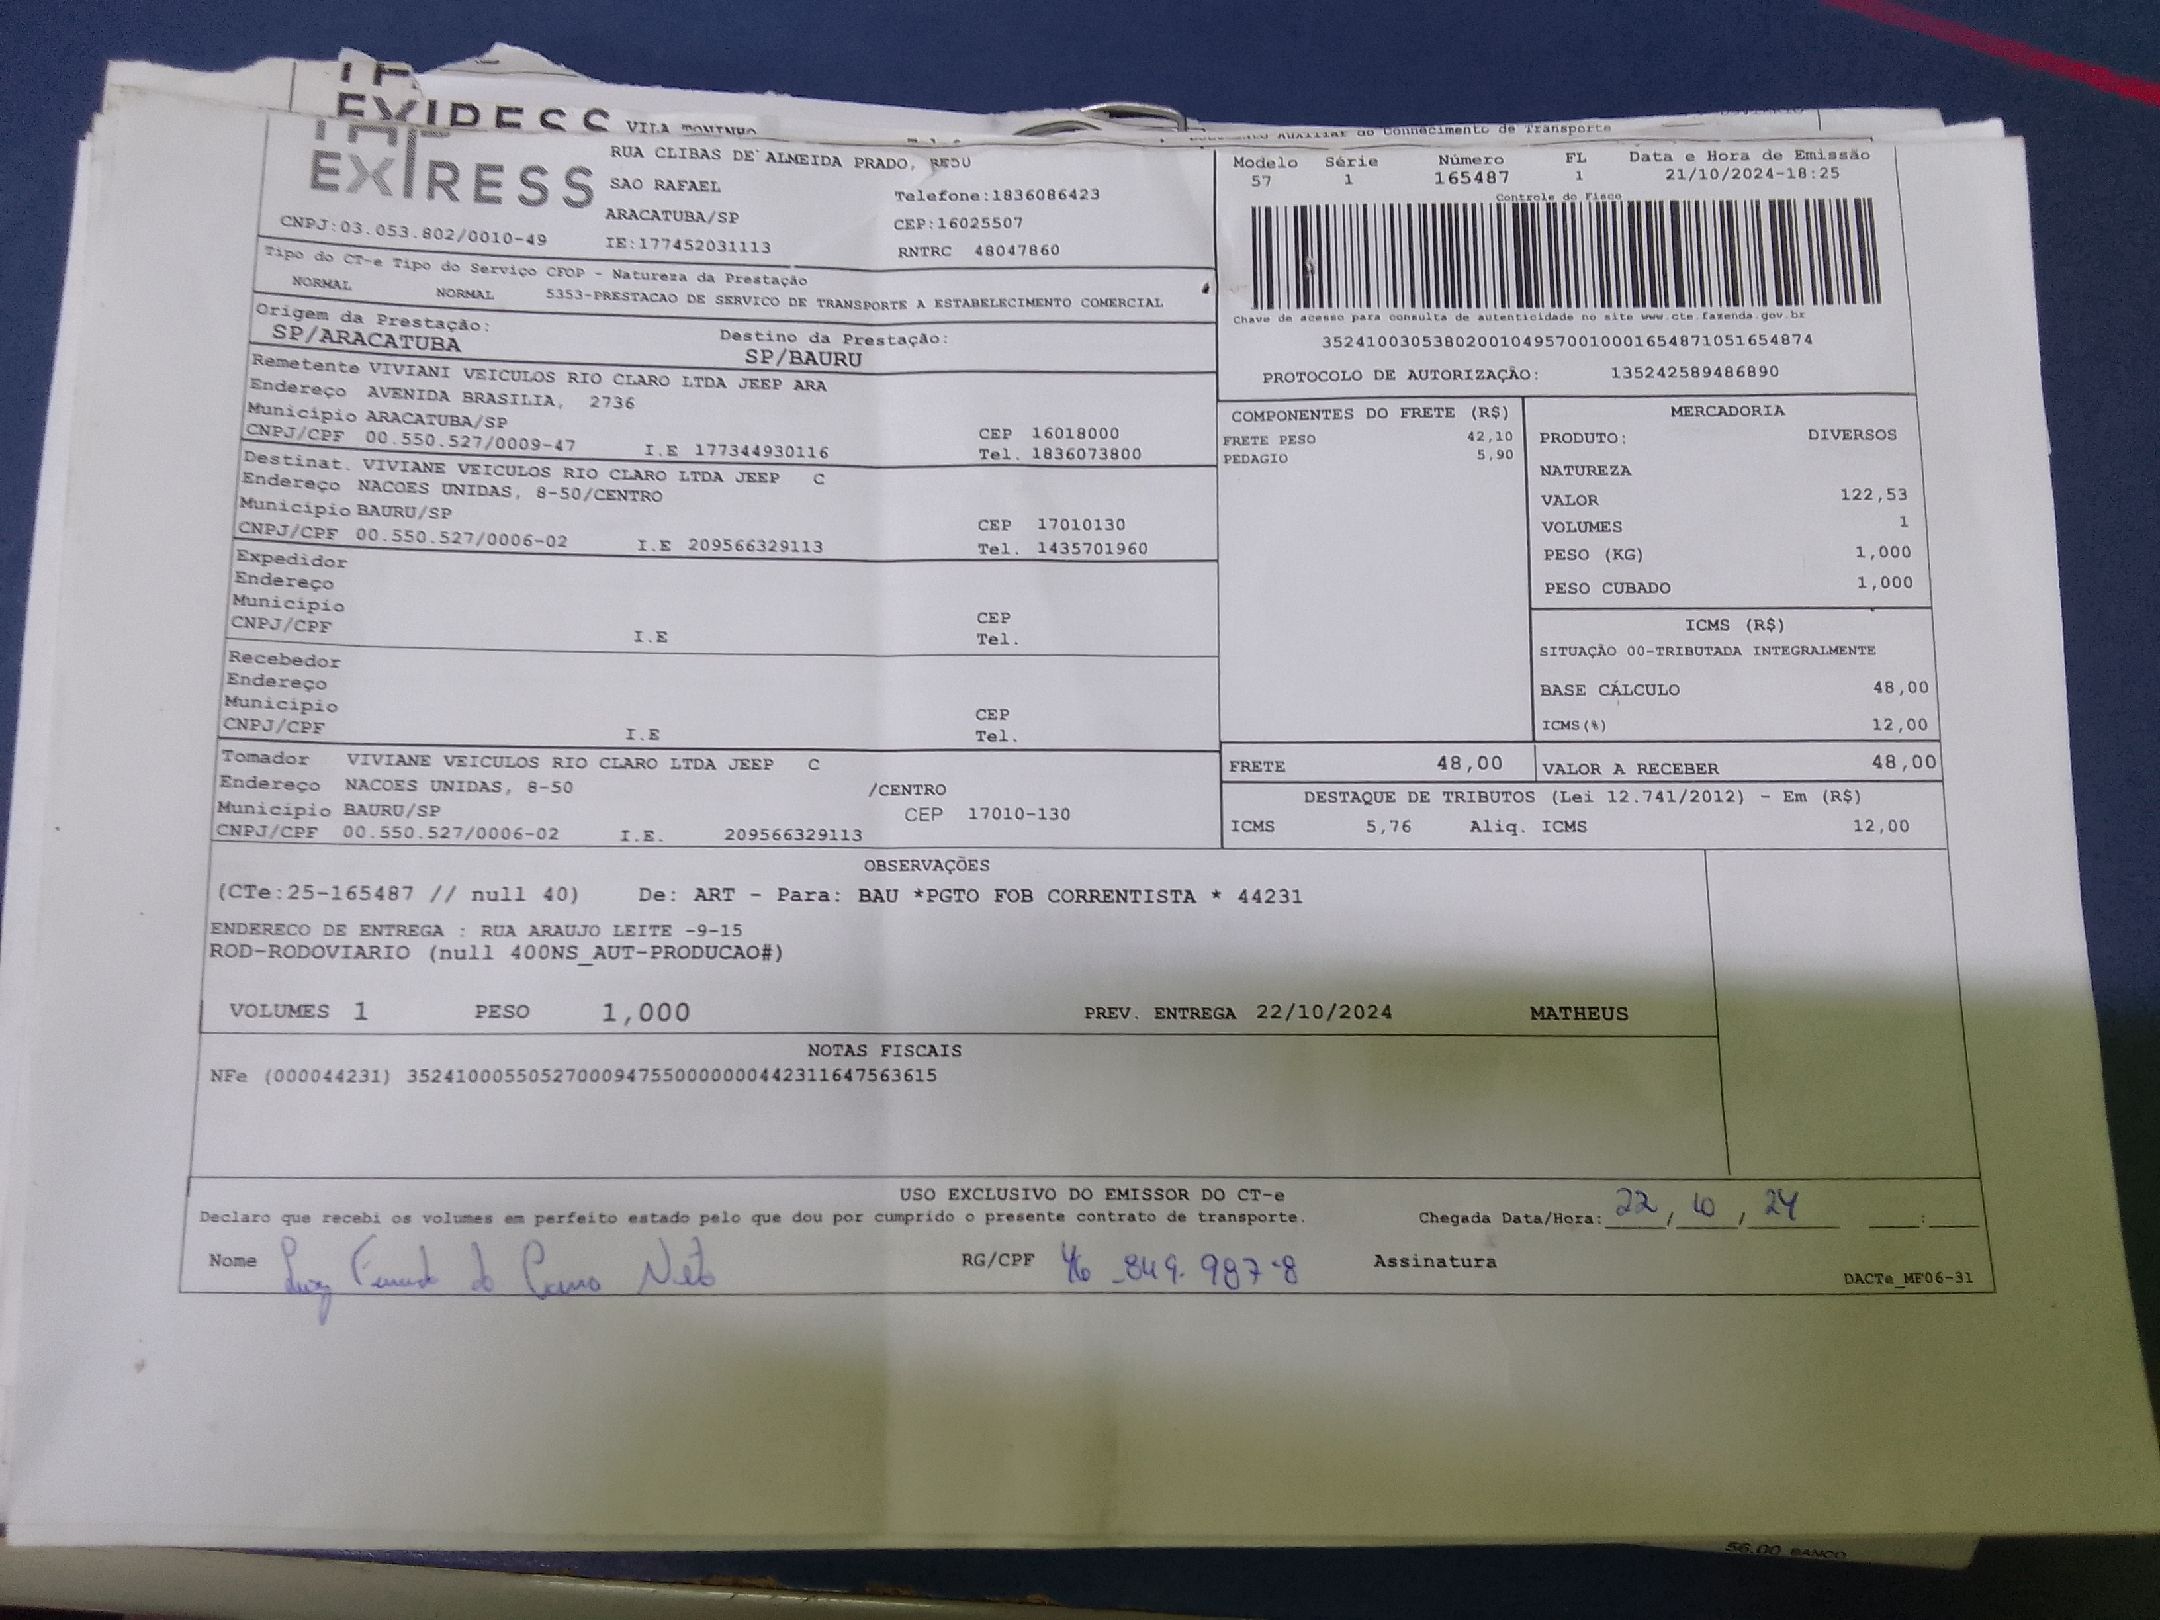 EXPRESS VILA TONINHO
Auxiliar do Conhecimento de Transporte
EXPRESS
RUA CLIBAS DE ALMEIDA PRADO,
SAO RAFAEL
Telefone:1836086423
ARACATUBA/SP
CEP:16025507
CNPJ:03.053.802/0010-49
IE:177452031113
RNTRC 48047860
Modelo Série Número FL Data e Hora de Emissão
57 1 165487 1 21/10/2024-18:25
Controle do Fisco
Chave de acesso para consulta de autenticidade no site www.cte.fazenda.gov.br
35241003053802001049570010001654871051654874
PROTOCOLO DE AUTORIZAÇÃO: 135242589486890
Tipo do CT-e Tipo do Serviço CFOP - Natureza da Prestação
NORMAL NORMAL 5353-PRESTACAO DE SERVICO DE TRANSPORTE A ESTABELECIMENTO COMERCIAL
Origem da Prestação: Destino da Prestação:
SP/ARACATUBA SP/BAURU
Remetente VIVIANI VEICULOS RIO CLARO LTDA JEEP ARA
Endereço AVENIDA BRASILIA, 2736
Município ARACATUBA/SP CEP 16018000
CNPJ/CPF 00.550.527/0009-47 I.E 177344930116 Tel. 1836073800
Destinat. VIVIANE VEICULOS RIO CLARO LTDA JEEP C
Endereço NACOES UNIDAS, 8-50/CENTRO
Município BAURU/SP CEP 17010130
CNPJ/CPF 00.550.527/0006-02 I.E 209566329113 Tel. 1435701960
Expedidor
Endereço
Município CEP
CNPJ/CPF I.E Tel.
Recebedor
Endereço
Município CEP
CNPJ/CPF I.E Tel.
Tomador VIVIANE VEICULOS RIO CLARO LTDA JEEP C
Endereço NACOES UNIDAS, 8-50 /CENTRO
Município BAURU/SP CEP 17010-130
CNPJ/CPF 00.550.527/0006-02 I.E. 209566329113
COMPONENTES DO FRETE (R$)
FRETE PESO 42,10
PEDAGIO 5,90
MERCADORIA
PRODUTO: DIVERSOS
NATUREZA
VALOR 122,53
VOLUMES 1
PESO (KG) 1,000
PESO CUBADO 1,000
ICMS (R$)
SITUAÇÃO 00-TRIBUTADA INTEGRALMENTE
BASE CÁLCULO 48,00
ICMS(%) 12,00
FRETE 48,00 VALOR A RECEBER 48,00
DESTAQUE DE TRIBUTOS (Lei 12.741/2012) - Em (R$)
ICMS 5,76 Aliq. ICMS 12,00
OBSERVAÇÕES
(CTe:25-165487 // null 40) De: ART - Para: BAU *PGTO FOB CORRENTISTA * 44231
ENDERECO DE ENTREGA : RUA ARAUJO LEITE -9-15
ROD-RODOVIARIO (null 400NS_AUT-PRODUCAO#)
VOLUMES 1 PESO 1,000 PREV. ENTREGA 22/10/2024 MATHEUS
NOTAS FISCAIS
NFe (000044231) 35241000550527000947550000000442311647563615
USO EXCLUSIVO DO EMISSOR DO CT-e
Declaro que recebi os volumes em perfeito estado pelo que dou por cumprido o presente contrato de transporte. Chegada Data/Hora: 22/10/24 __:__
Nome Neto RG/CPF 46.849.987-8 Assinatura
DACTe_MF06-31
56,00 BANCO